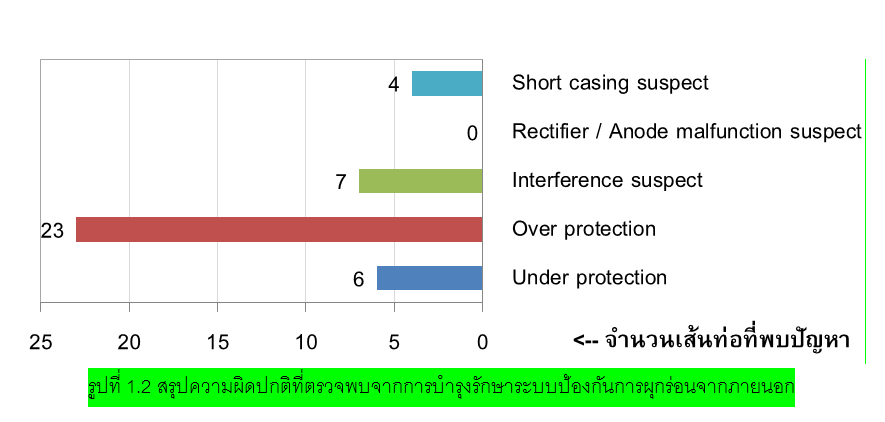 4 Short casing suspect
0 Rectifier / Anode malfunction suspect
7 Interference suspect
23 Over protection
6 Under protection
25 20 15 10 5 0 <-- จำนวนเส้นท่อที่พบปัญหา
รูปที่ 1.2 สรุปความผิดปกติที่ตรวจพบจากการบำรุงรักษาระบบป้องกันการผุกร่อนจากภายนอก